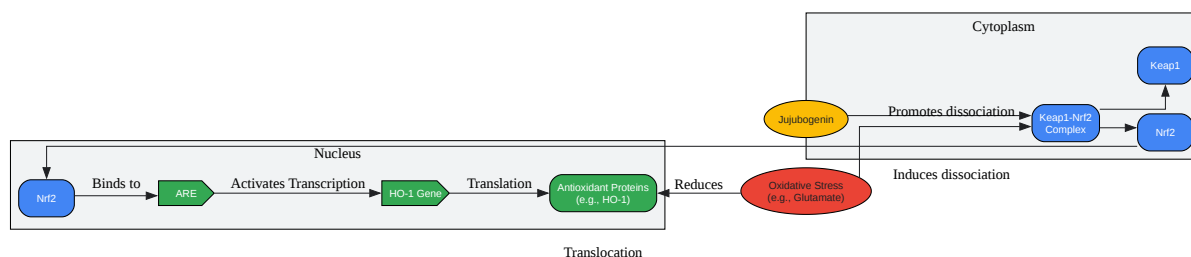 Cytoplasm
Keap1
Jujubogenin
Promotes dissociation
Keap1-Nrf2
Complex
Nrf2
Nucleus
Induces dissociation
Nrf2
Binds to
ARE
Activates Transcription
HO-1 Gene
Translation
Antioxidant Proteins
(e.g., HO-1)
Reduces
Oxidative Stress
(e.g., Glutamate)
Translocation